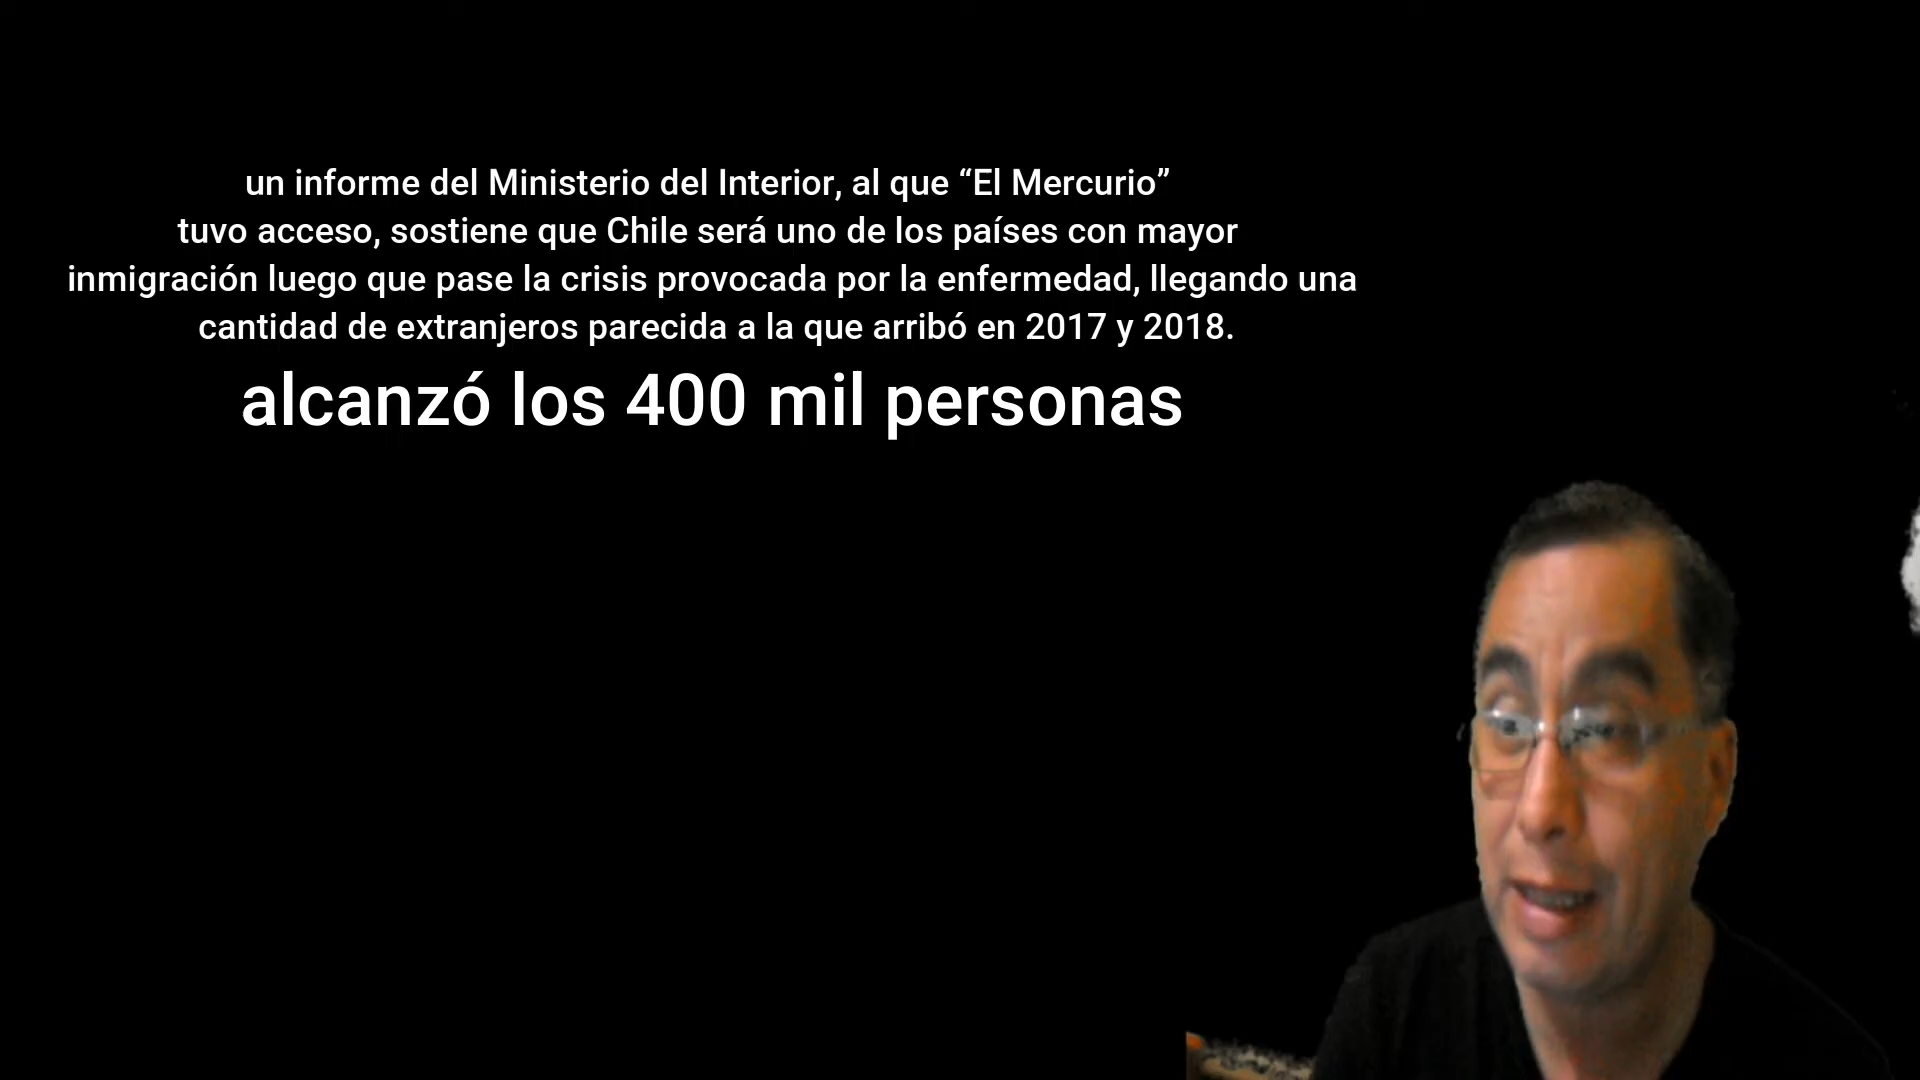 un informe del Ministerio del Interior, al que “El Mercurio”
tuvo acceso, sostiene que Chile será uno de los países con mayor
inmigración luego que pase la crisis provocada por la enfermedad, llegando una
cantidad de extranjeros parecida a la que arribó en 2017 y 2018.
alcanzó los 400 mil personas